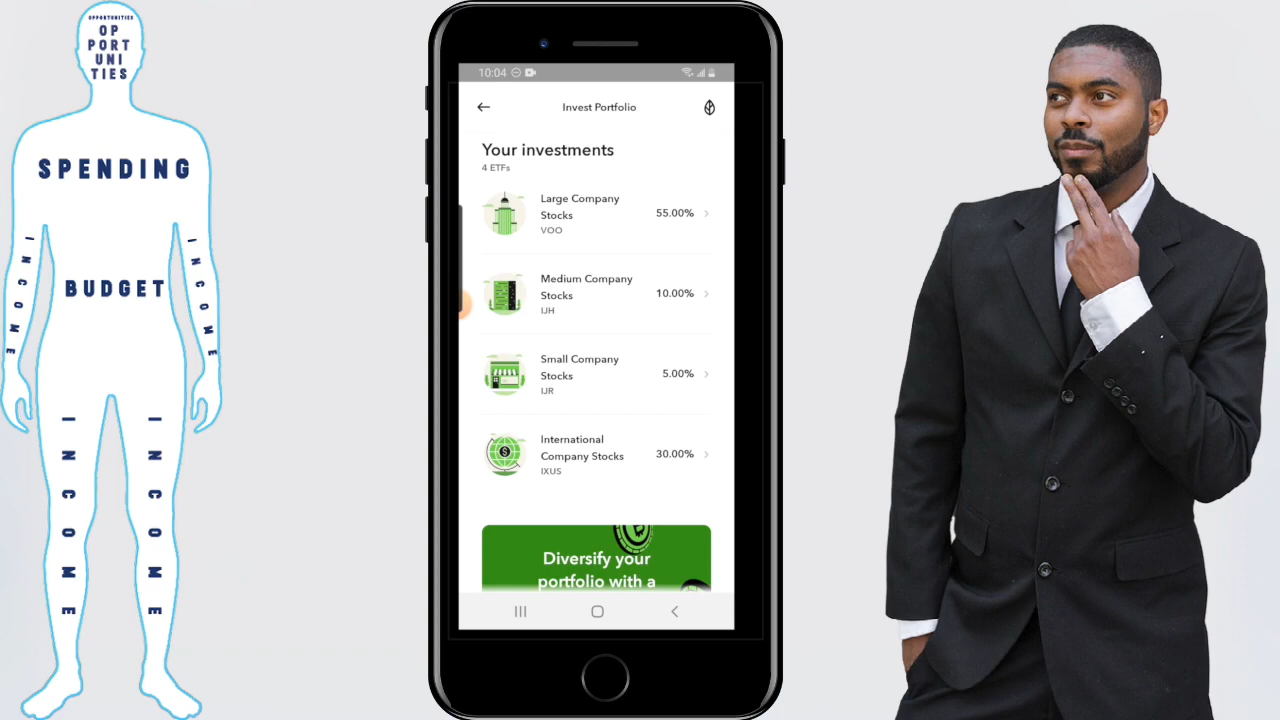 OPPORTUNITIES
OP
PORT
UNI
TIES
SPENDING
INCOME
INCOME
BUDGET
INCOME
INCOME
10:04
Invest Portfolio
Your investments
4 ETFs
Large Company
Stocks
55.00%
VOO
Medium Company
Stocks
10.00%
IJH
Small Company
Stocks
5.00%
IJR
International
Company Stocks
30.00%
IXUS
Diversify your
portfolio with a